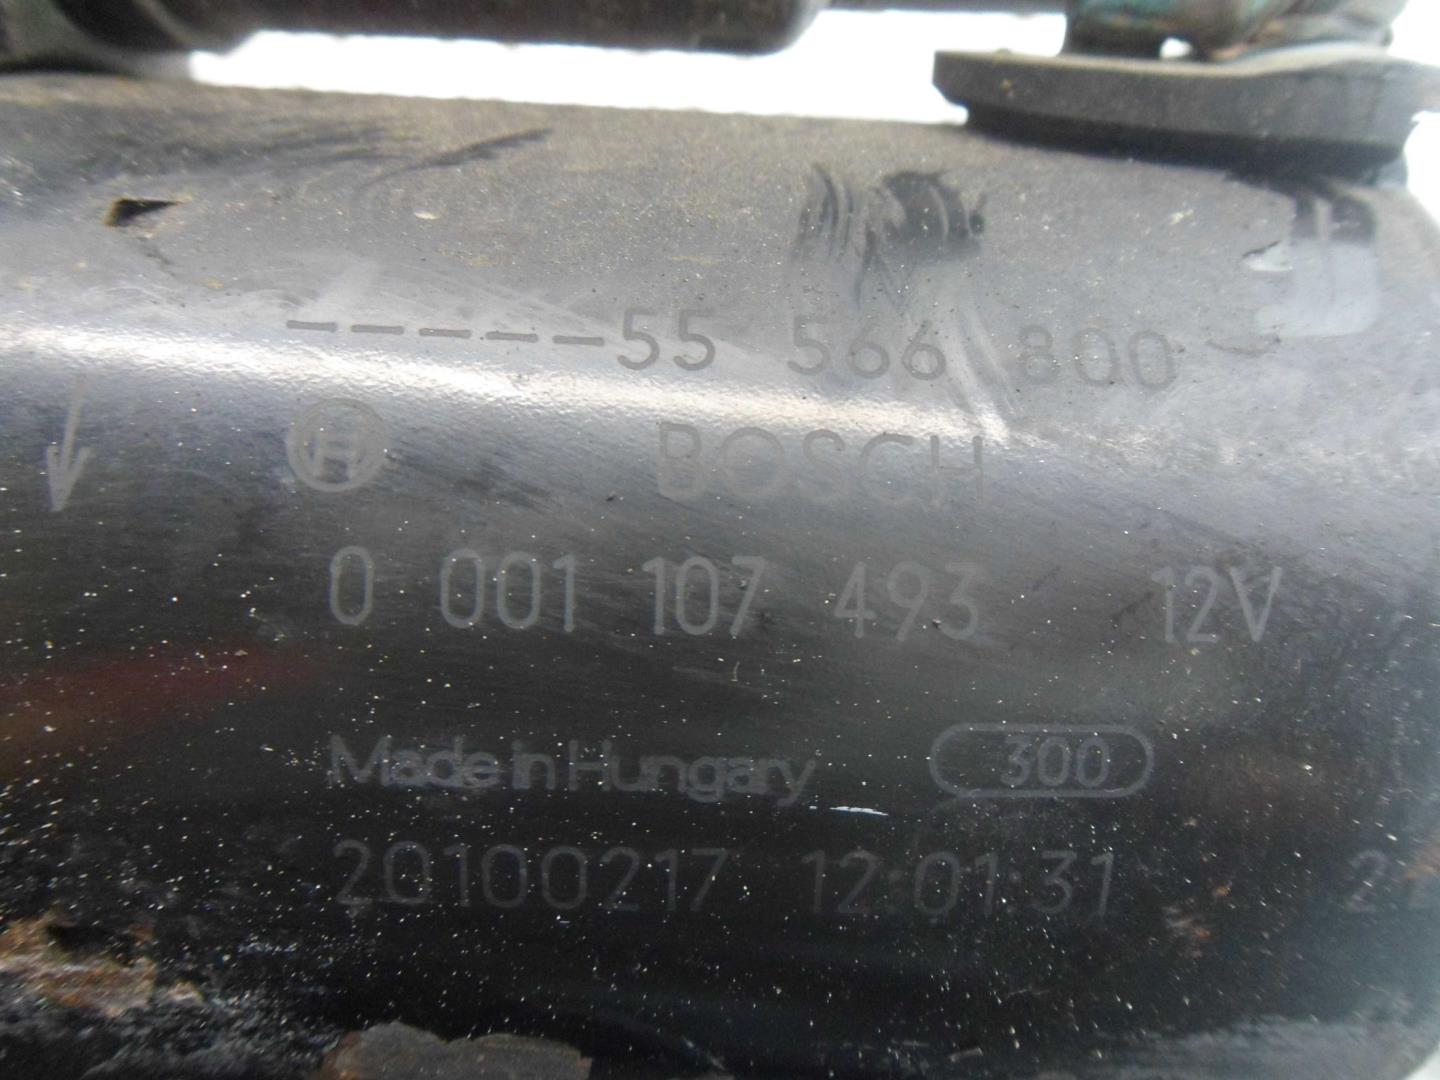 -----55 566 800
BOSCH
0 001 107 493 12V
Made in Hungary 300
20100217 12:01:31